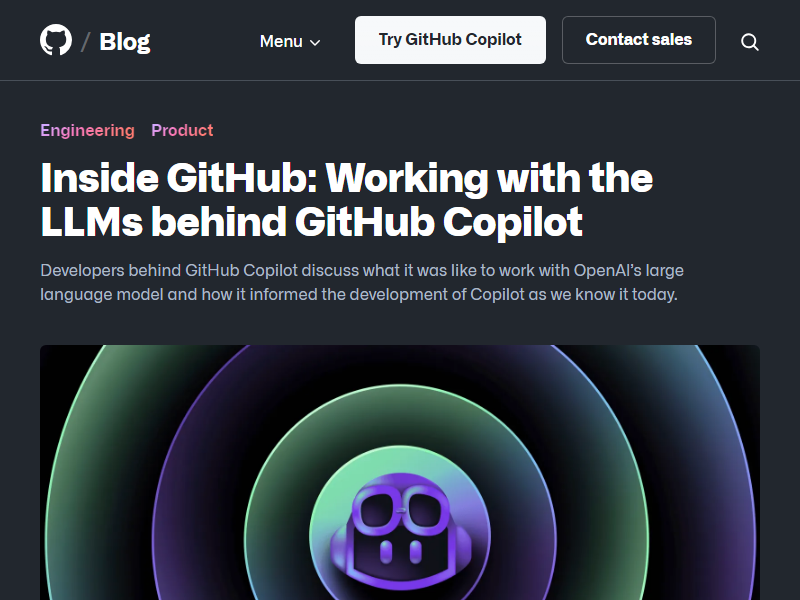 / Blog
Menu
Try GitHub Copilot
Contact sales
Engineering Product
Inside GitHub: Working with the
LLMs behind GitHub Copilot
Developers behind GitHub Copilot discuss what it was like to work with OpenAI’s large
language model and how it informed the development of Copilot as we know it today.